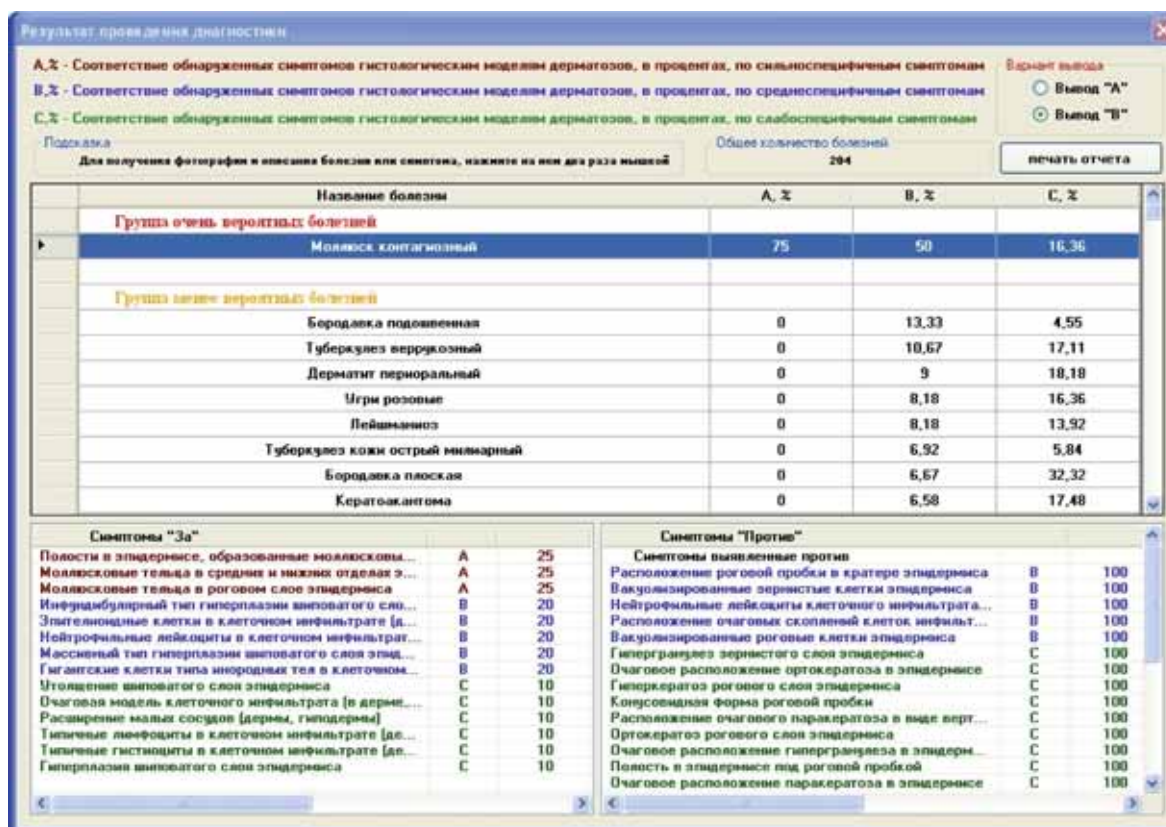 Результат проведения диагностики
А,% - Соответствие обнаруженных симптомов гистологическим моделям дерматозов, в процентах, по сильноспецифичным симптомам
В,% - Соответствие обнаруженных симптомов гистологическим моделям дерматозов, в процентах, по среднеспецифичным симптомам
С,% - Соответствие обнаруженных симптомов гистологическим моделям дерматозов, в процентах, по слабоспецифичным симптомам
Вариант вывода
Вывод "А"
Вывод "В"
Подсказка
Для получения фотографии и описания болезни или симптома, нажмите на нем два раза мышкой
Общее количество болезней
204
печать отчета
Название болезни А, % В, % С, %
Группа очень вероятных болезней
Моллюск контагиозный 75 50 16,36
Группа менее вероятных болезней
Бородавка подошвенная 0 13,33 4,55
Туберкулез веррукозный 0 10,67 17,11
Дерматит периоральный 0 9 18,18
Угри розовые 0 8,18 16,36
Лейшманиоз 0 8,18 13,92
Туберкулез кожи острый милиарный 0 6,92 5,84
Бородавка плоская 0 6,67 32,32
Кератоакантома 0 6,58 17,48
Симптомы "За"
Полости в эпидермисе, образованные моллюсковы... А 25
Моллюсковые тельца в средних и нижних отделах э... А 25
Моллюсковые тельца в роговом слое эпидермиса А 25
Инфундибулярный тип гиперплазии шиповатого сло... В 20
Эпителиоидные клетки в клеточном инфильтрате (д... В 20
Нейтрофильные лейкоциты в клеточном инфильтрат... В 20
Массивный тип гиперплазии шиповатого слоя эпид... В 20
Гигантские клетки типа инородных тел в клеточном... В 20
Утолщение шиповатого слоя эпидермиса С 10
Очаговая модель клеточного инфильтрата (в дерме,... С 10
Расширение малых сосудов (дермы, гиподермы) С 10
Типичные лимфоциты в клеточном инфильтрате (де... С 10
Типичные гистиоциты в клеточном инфильтрате (де... С 10
Гиперплазия шиповатого слоя эпидермиса С 10
Симптомы "Против"
Симптомы выявленные против
Расположение роговой пробки в кратере эпидермиса В 100
Вакуолизированные зернистые клетки эпидермиса В 100
Нейтрофильные лейкоциты клеточного инфильтрата... В 100
Расположение очаговых скоплений клеток инфильт... В 100
Вакуолизированные роговые клетки эпидермиса В 100
Гипергранулез зернистого слоя эпидермиса С 100
Очаговое расположение ортокератоза в эпидермисе С 100
Гиперкератоз рогового слоя эпидермиса С 100
Конусовидная форма роговой пробки С 100
Расположение очагового паракератоза в виде верт... С 100
Ортокератоз рогового слоя эпидермиса С 100
Очаговое расположение гипергранулеза в эпидерм... С 100
Полость в эпидермисе под роговой пробкой С 100
Очаговое расположение паракератоза в эпидермисе С 100